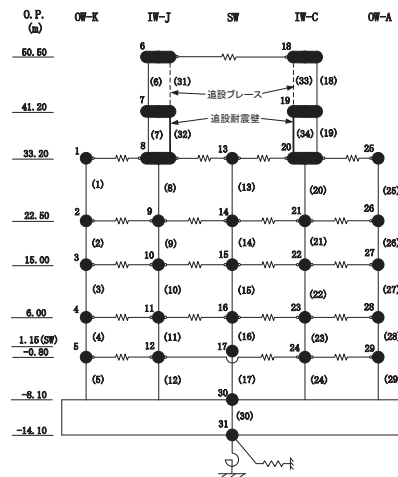 O.P. OW-K IW-J SW IW-C OW-A
(m)
6 18
50.50
(6) (31) (33) (18)
追設ブレース
7 19
41.20
追設耐震壁
(7) (32) (34) (19)
33.20 1 8 13 20 25
(1) (8) (13) (20) (25)
22.50 2 9 14 21 26
(2) (9) (14) (21) (26)
15.00 3 10 15 22 27
(3) (10) (15) (22) (27)
6.00 4 11 16 23 28
1.15(SW) (4) (11) (16) (23) (28)
-0.80 5 12 17 24 29
(5) (12) (17) (24) (29)
-8.10 30
(30)
-14.10 31